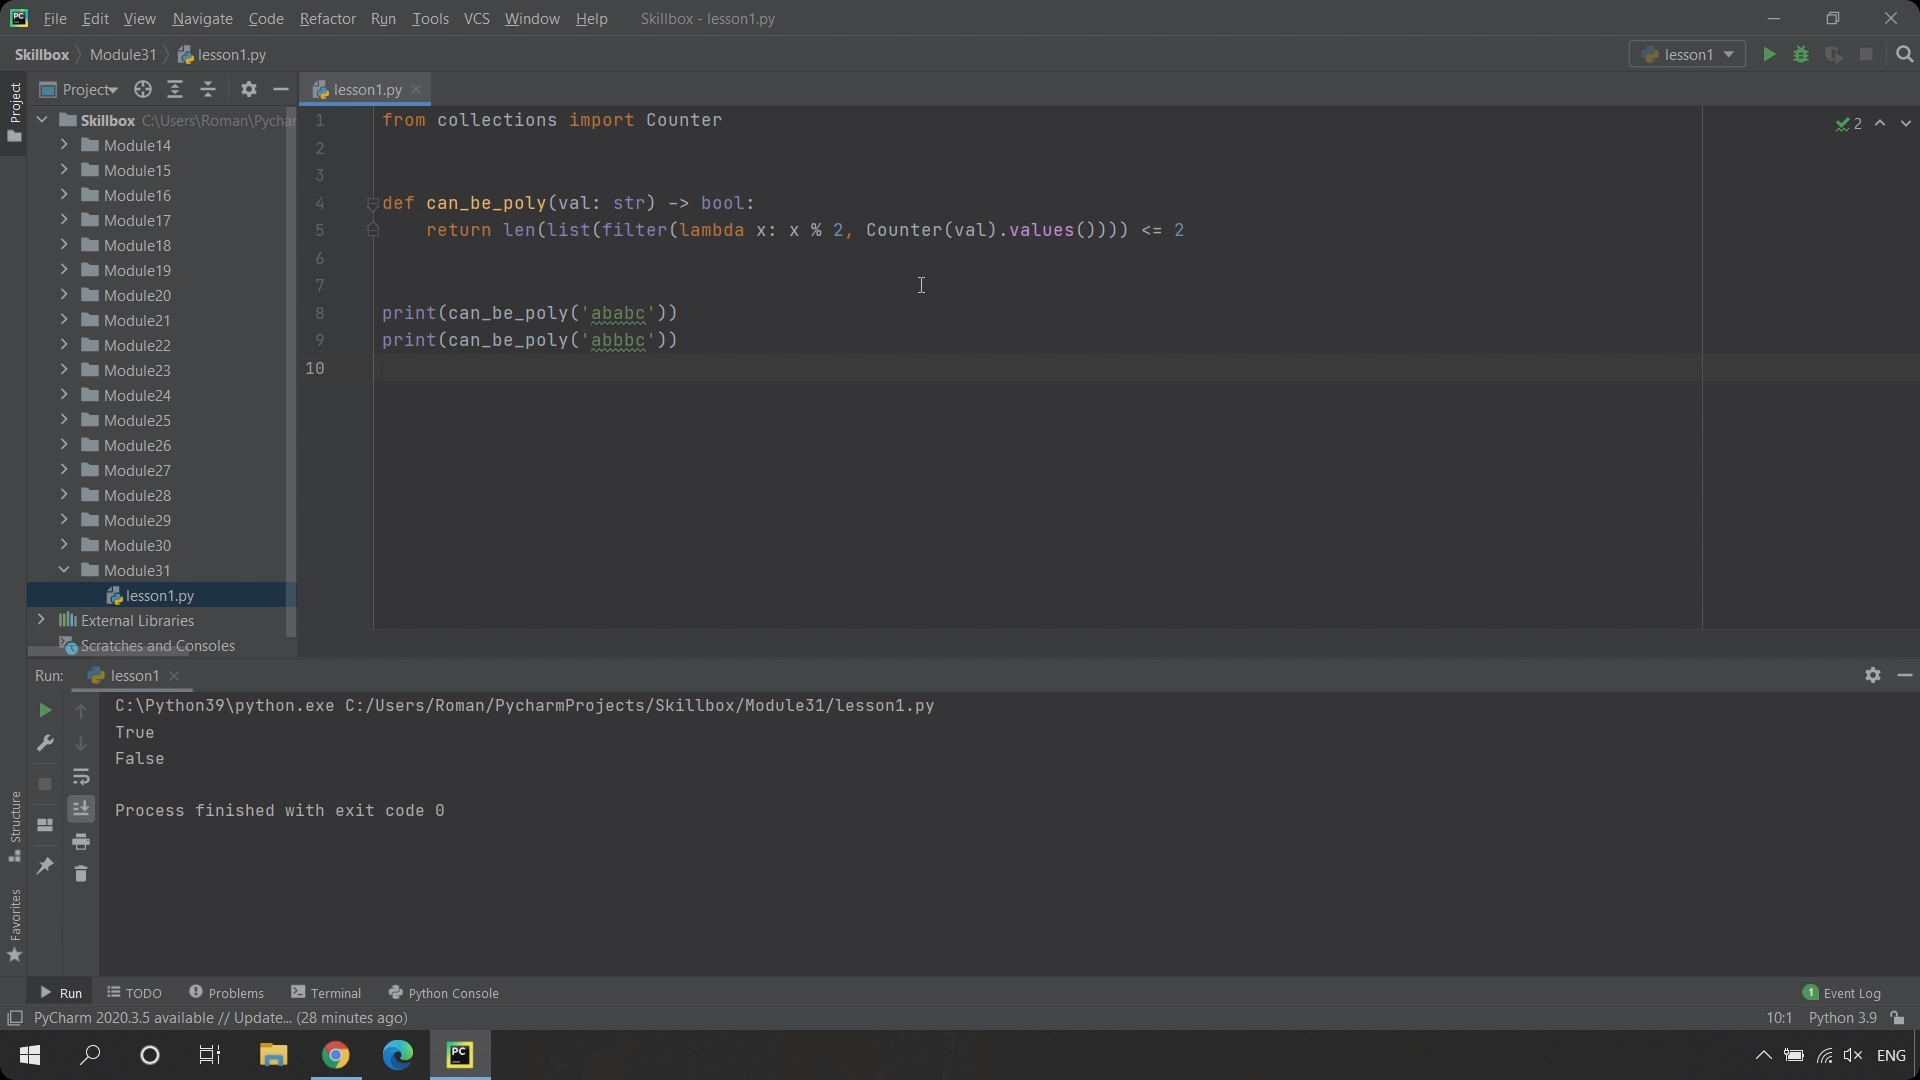 PC File Edit View Navigate Code Refactor Run Tools VCS Window Help Skillbox - lesson1.py
Skillbox Module31 lesson1.py lesson1
Project Project lesson1.py
Skillbox C:\Users\Roman\Pychar
Module14
Module15
Module16
Module17
Module18
Module19
Module20
Module21
Module22
Module23
Module24
Module25
Module26
Module27
Module28
Module29
Module30
Module31
lesson1.py
External Libraries
Scratches and Consoles
1 from collections import Counter
2
3
4 def can_be_poly(val: str) -> bool:
5 return len(list(filter(lambda x: x % 2, Counter(val).values()))) <= 2
6
7
8 print(can_be_poly('ababc'))
9 print(can_be_poly('abbbc'))
10
2
Run: lesson1
C:\Python39\python.exe C:/Users/Roman/PycharmProjects/Skillbox/Module31/lesson1.py
True
False
Process finished with exit code 0
Structure
Favorites
Run TODO Problems Terminal Python Console 1 Event Log
PyCharm 2020.3.5 available // Update... (28 minutes ago) 10:1 Python 3.9
PC ENG